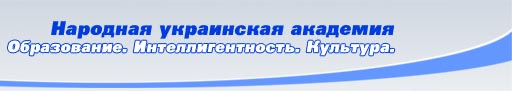 Народная украинская академия
Образование. Интеллигентность. Культура.